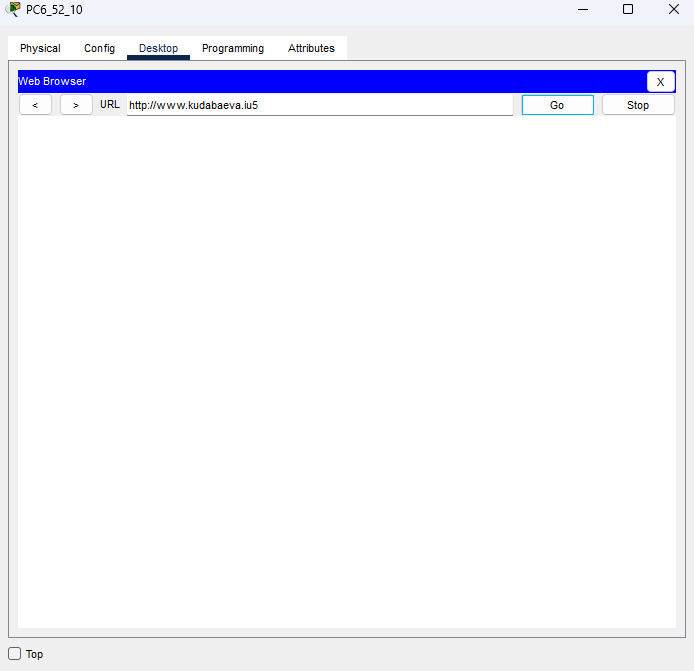 PC6_52_10
Physical Config Desktop Programming Attributes
Web Browser X
< > URL http://www.kudabaeva.iu5 Go Stop
Top